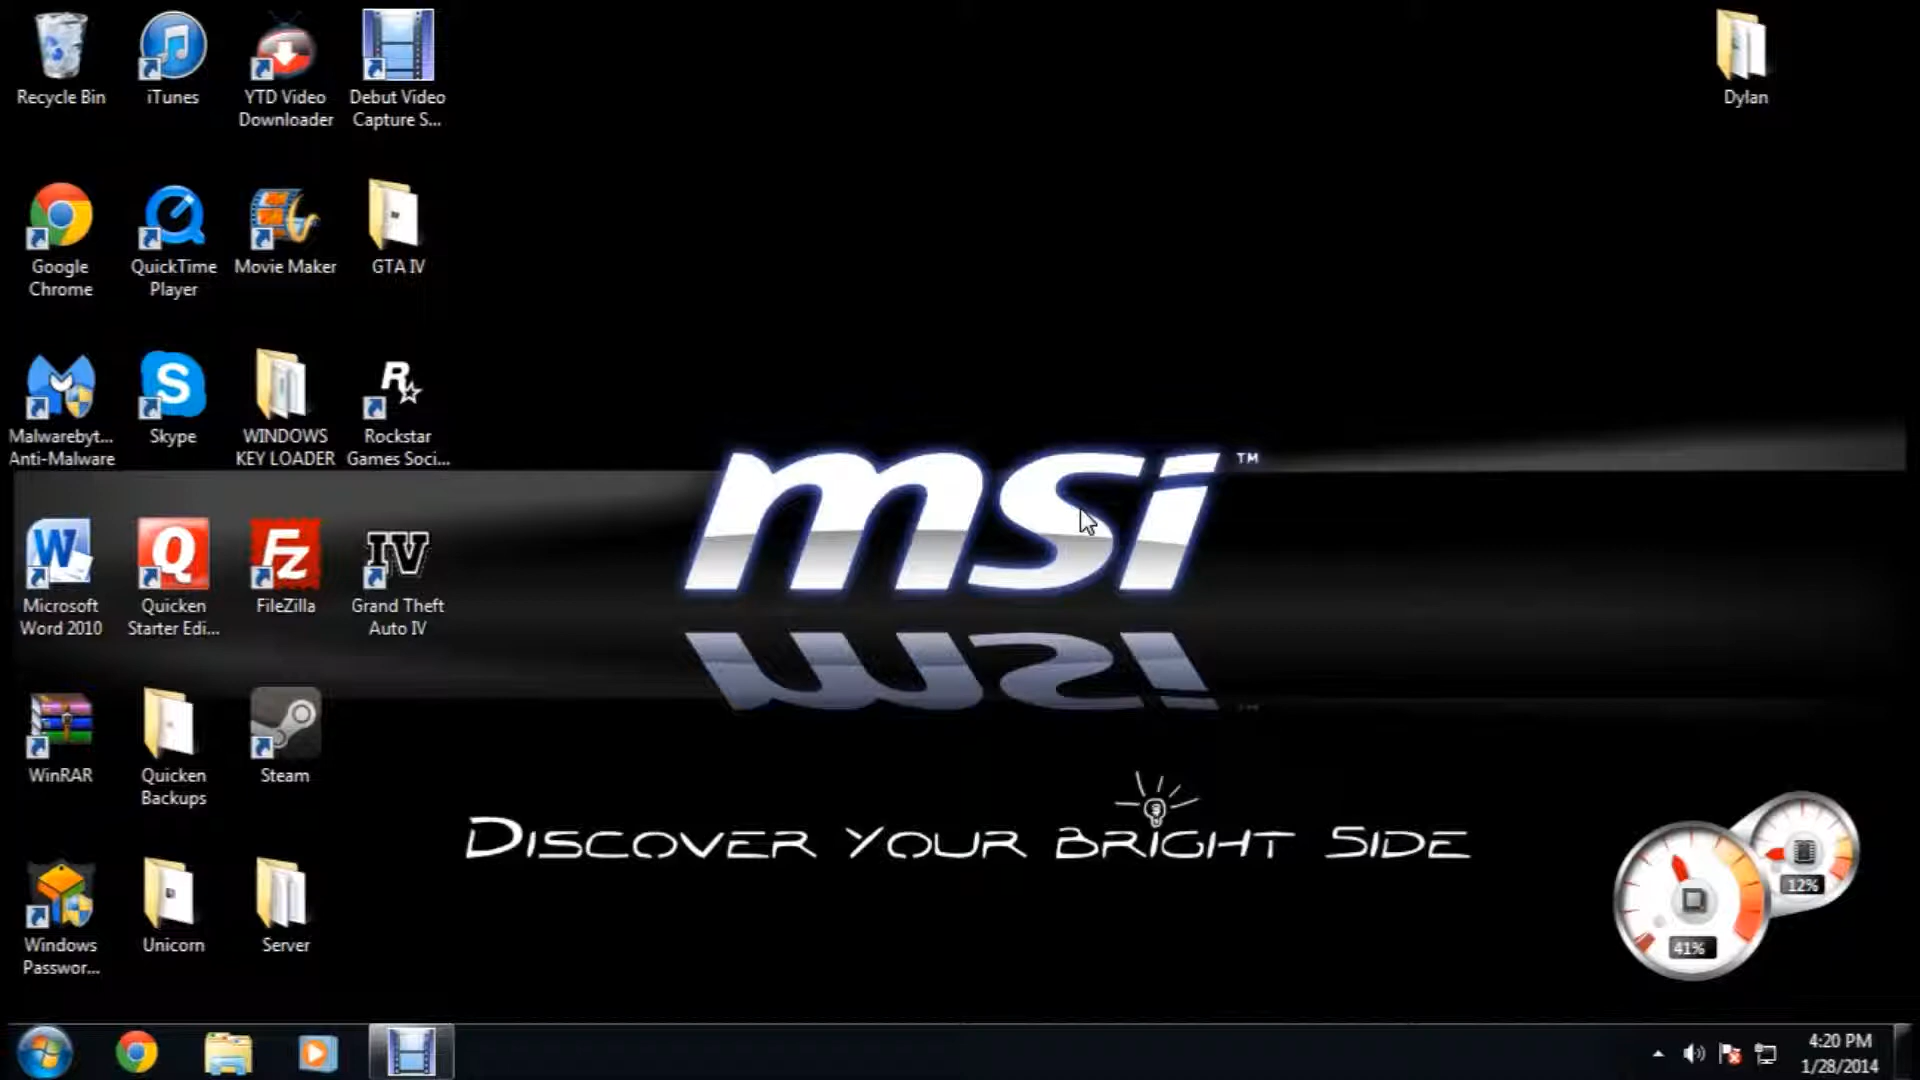 Recycle Bin
iTunes
YTD Video
Downloader
Debut Video
Capture S...
Dylan
Google
Chrome
QuickTime
Player
Movie Maker
GTA IV
Malwarebyt...
Anti-Malware
Skype
WINDOWS
KEY LOADER
Rockstar
Games Soci...
msi™
Microsoft
Word 2010
Quicken
Starter Edi...
FileZilla
Grand Theft
Auto IV
WinRAR
Quicken
Backups
Steam
DISCOVER YOUR BRIGHT SIDE
Windows
Passwor...
Unicorn
Server
12%
41%
4:20 PM
1/28/2014